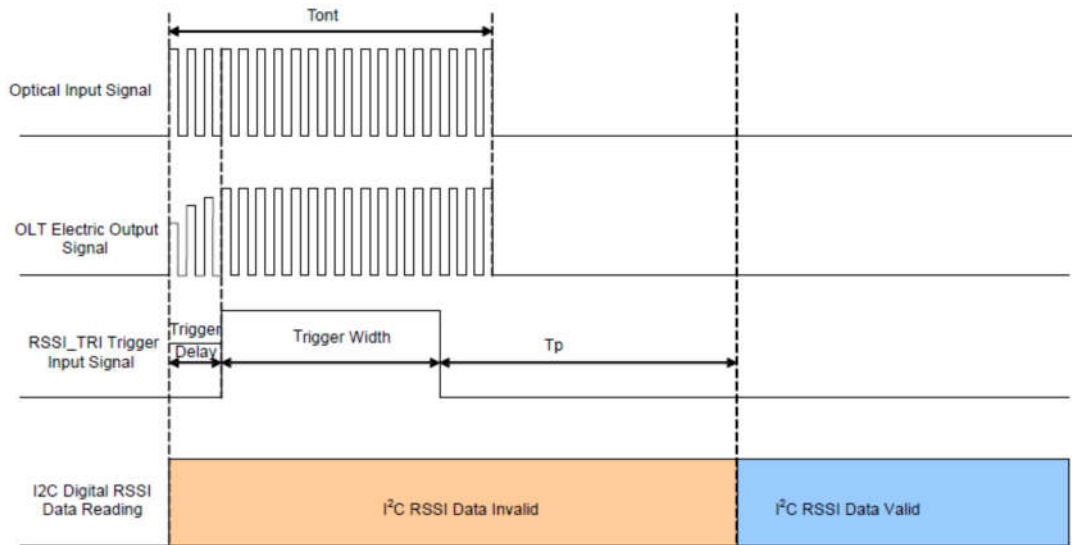 Tont
Optical Input Signal
OLT Electric Output
Signal
Trigger
Delay
RSSI_TRI Trigger
Input Signal
Trigger Width
Tp
I2C Digital RSSI
Data Reading
I²C RSSI Data Invalid
I²C RSSI Data Valid